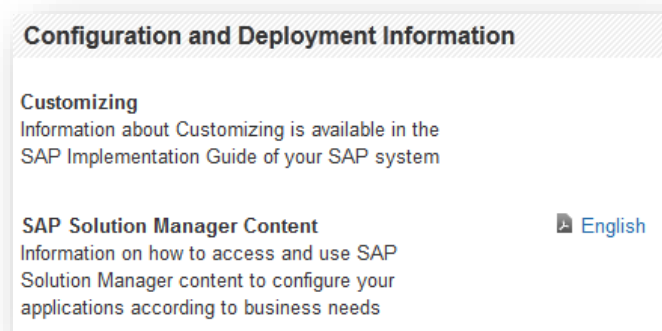 Configuration and Deployment Information
Customizing
Information about Customizing is available in the
SAP Implementation Guide of your SAP system
SAP Solution Manager Content
English
Information on how to access and use SAP
Solution Manager content to configure your
applications according to business needs